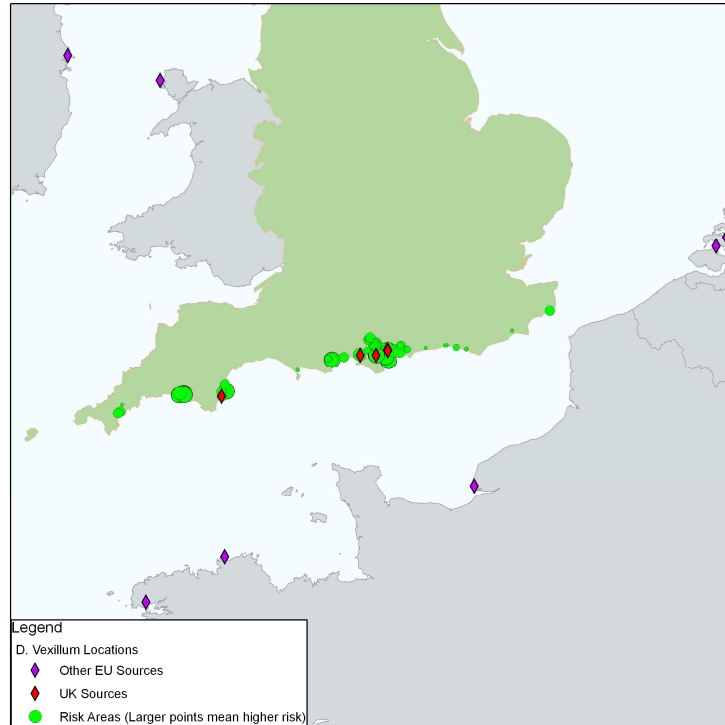 Legend
D. Vexillum Locations
Other EU Sources
UK Sources
Risk Areas (Larger points mean higher risk)